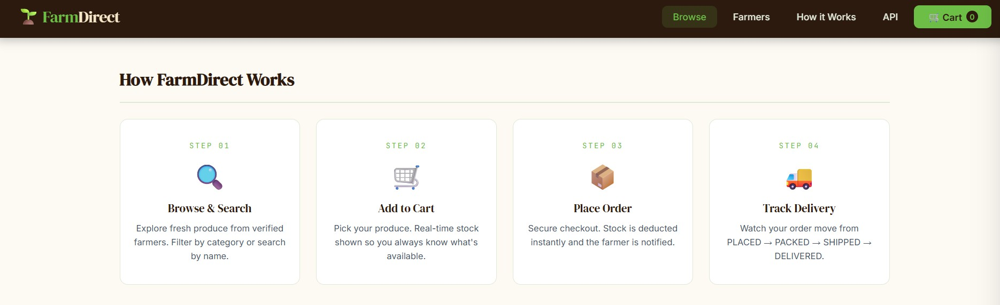 FarmDirect
Browse
Farmers
How it Works
API
Cart 0
How FarmDirect Works
STEP 01
Browse & Search
Explore fresh produce from verified
farmers. Filter by category or search
by name.
STEP 02
Add to Cart
Pick your produce. Real-time stock
shown so you always know what's
available.
STEP 03
Place Order
Secure checkout. Stock is deducted
instantly and the farmer is notified.
STEP 04
Track Delivery
Watch your order move from
PLACED → PACKED → SHIPPED →
DELIVERED.